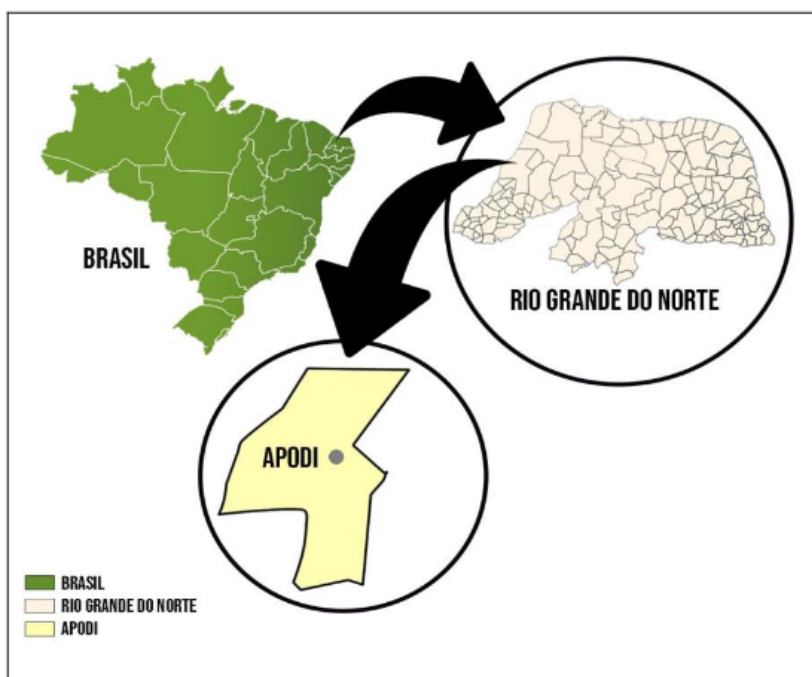 BRASIL
RIO GRANDE DO NORTE
APODI
BRASIL
RIO GRANDE DO NORTE
APODI